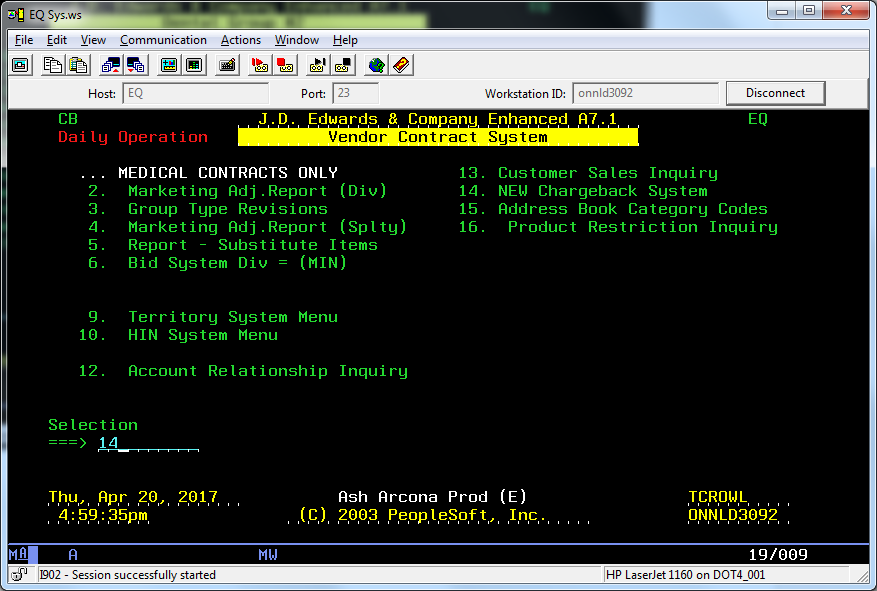 EQ Sys.ws
File Edit View Communication Actions Window Help
Host: EQ Port: 23 Workstation ID: onnld3092 Disconnect
CB J.D. Edwards & Company Enhanced A7.1 EQ
Daily Operation Vendor Contract System
... MEDICAL CONTRACTS ONLY 13. Customer Sales Inquiry
2. Marketing Adj.Report (Div) 14. NEW Chargeback System
3. Group Type Revisions 15. Address Book Category Codes
4. Marketing Adj.Report (Splty) 16. Product Restriction Inquiry
5. Report - Substitute Items
6. Bid System Div = (MIN)
9. Territory System Menu
10. HIN System Menu
12. Account Relationship Inquiry
Selection
===> 14
Thu, Apr 20, 2017 Ash Arcona Prod (E) TCROWL
4:59:35pm (C) 2003 PeopleSoft, Inc. ONNLD3092
MA A MW 19/009
I902 - Session successfully started HP LaserJet 1160 on DOT4_001